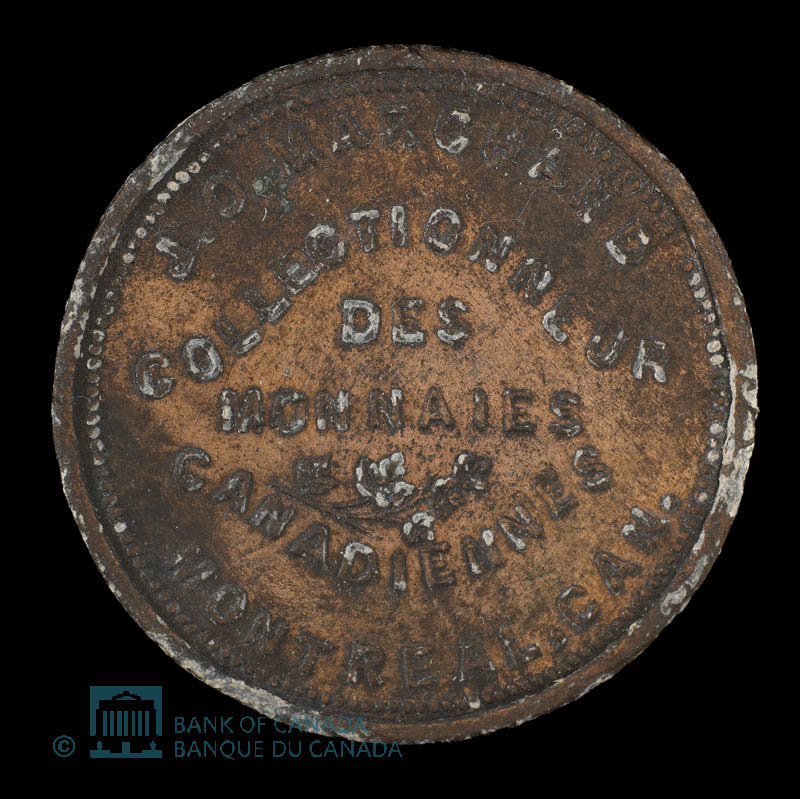 J. O. MARCHAND
COLLECTIONNEUR
DES
MONNAIES
CANADIENNES
MONTREAL. CAN.
© BANK OF CANADA
BANQUE DU CANADA